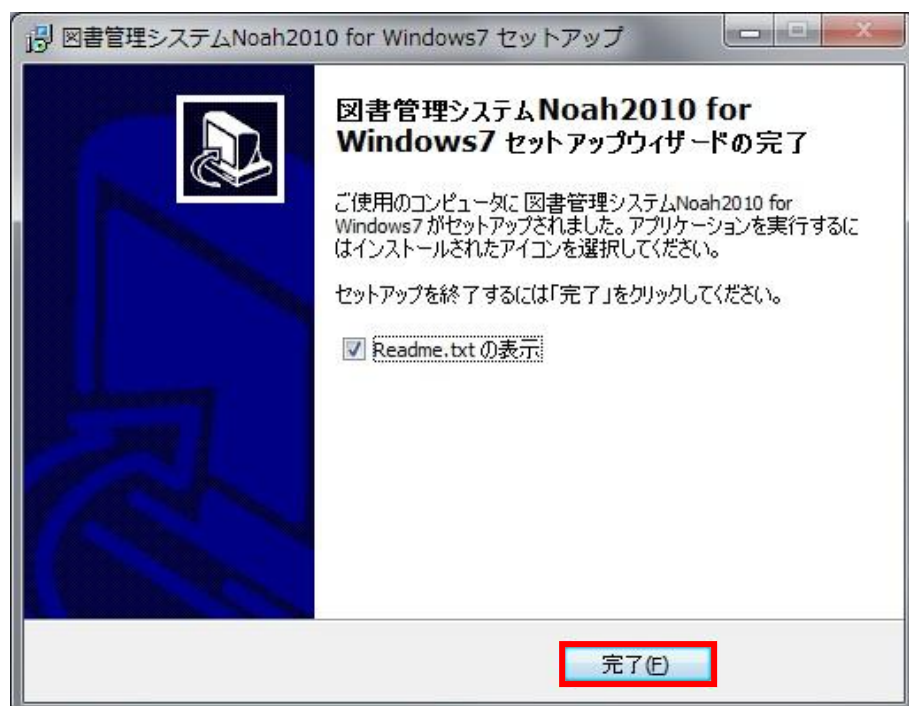 図書管理システムNoah2010 for Windows7 セットアップ
図書管理システムNoah2010 for
Windows7 セットアップウィザードの完了
ご使用のコンピュータに 図書管理システムNoah2010 for
Windows7 がセットアップされました。アプリケーションを実行するに
はインストールされたアイコンを選択してください。
セットアップを終了するには「完了」をクリックしてください。
Readme.txt の表示
完了(F)